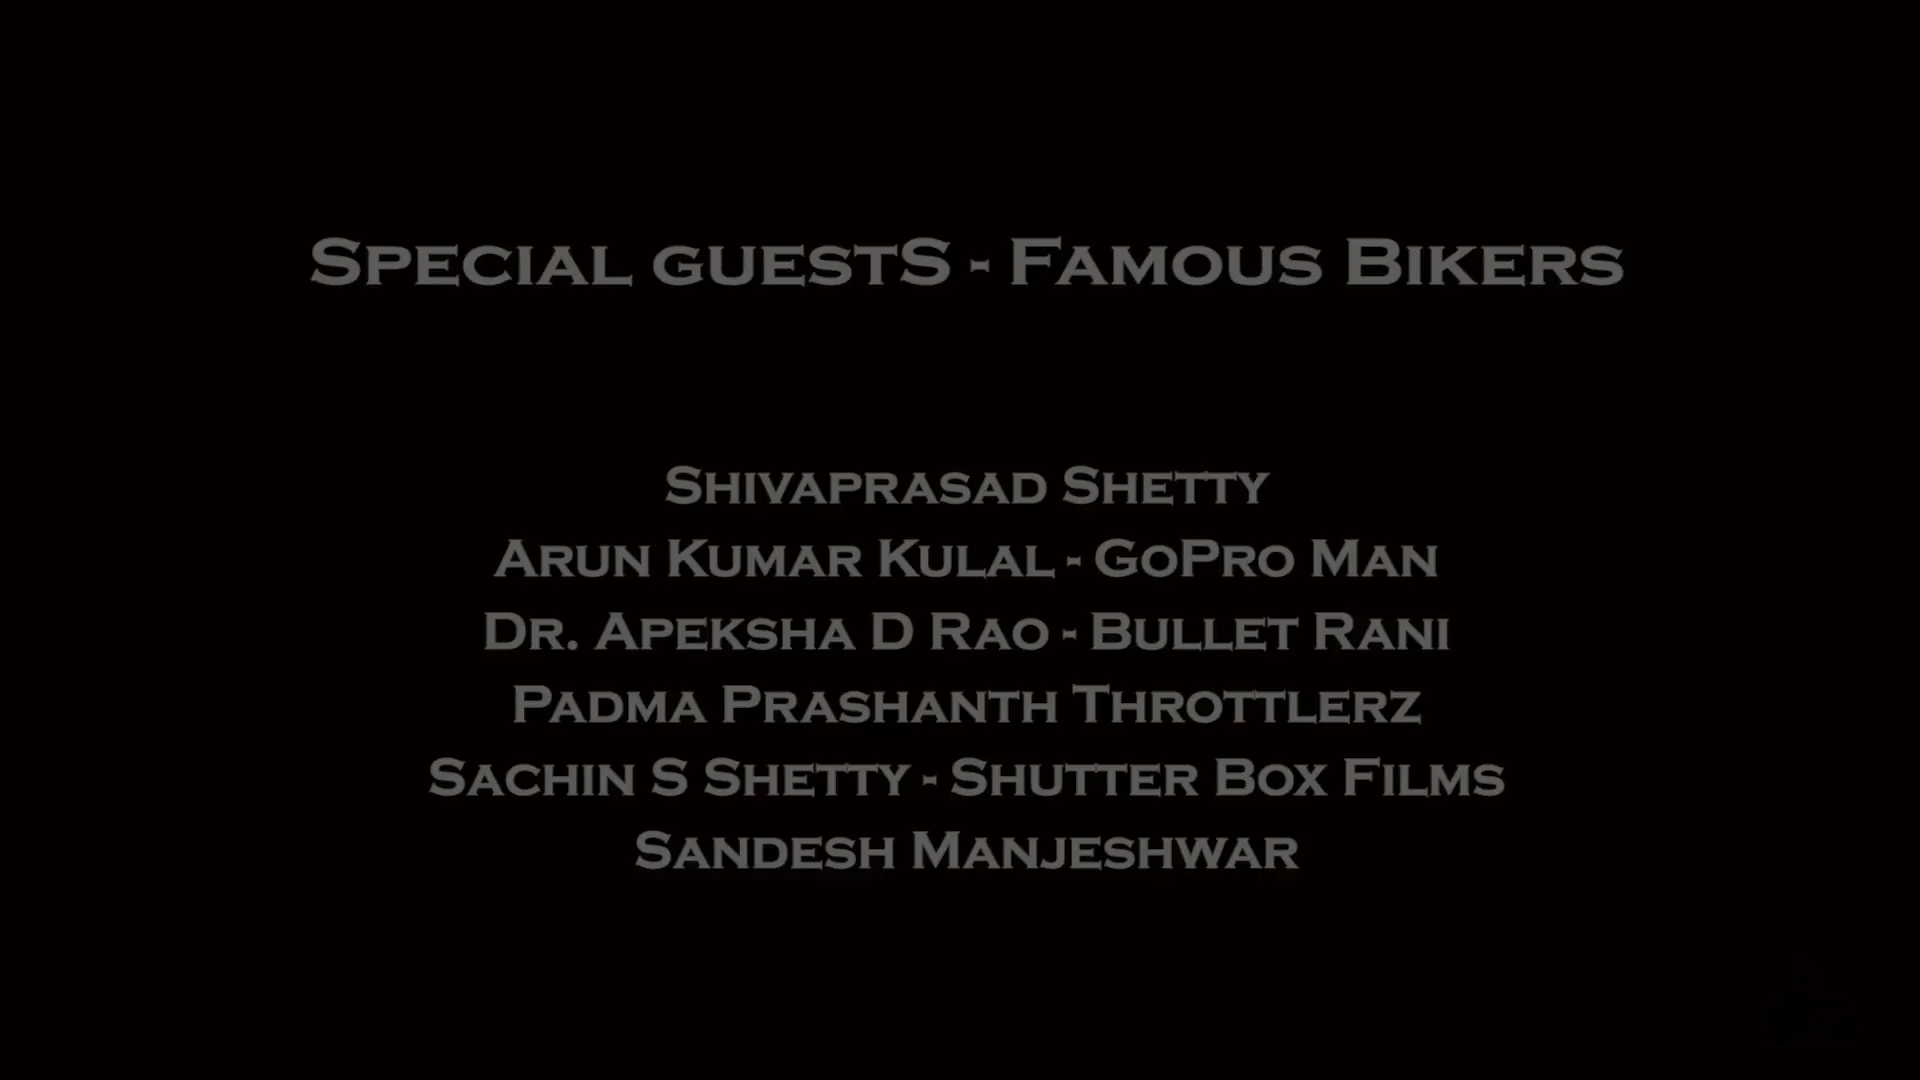 Special guestS - Famous Bikers
Shivaprasad Shetty
Arun Kumar Kulal - GoPro Man
Dr. Apeksha D Rao - Bullet Rani
Padma Prashanth Throttlerz
Sachin S Shetty - Shutter Box Films
Sandesh Manjeshwar